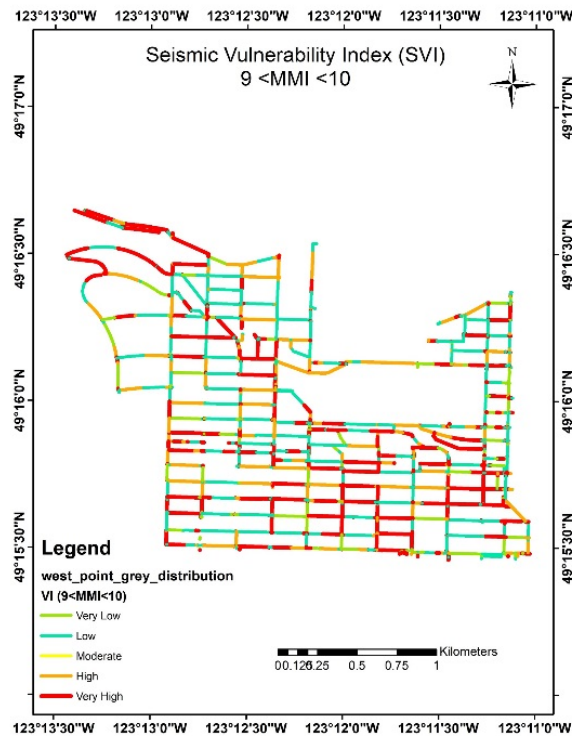 123°13'30"W 123°13'0"W 123°12'30"W 123°12'0"W 123°11'30"W 123°11'0"W
Seismic Vulnerability Index (SVI)
9 <MMI <10
N
49°17'0"N 49°17'0"N
49°16'30"N 49°16'30"N
49°16'0"N 49°16'0"N
49°15'30"N 49°15'30"N
Legend
west_point_grey_distribution
VI (9<MMI<10)
Very Low
Low
Moderate
High
Very High
Kilometers
0 0.125 0.25 0.5 0.75 1
123°13'30"W 123°13'0"W 123°12'30"W 123°12'0"W 123°11'30"W 123°11'0"W